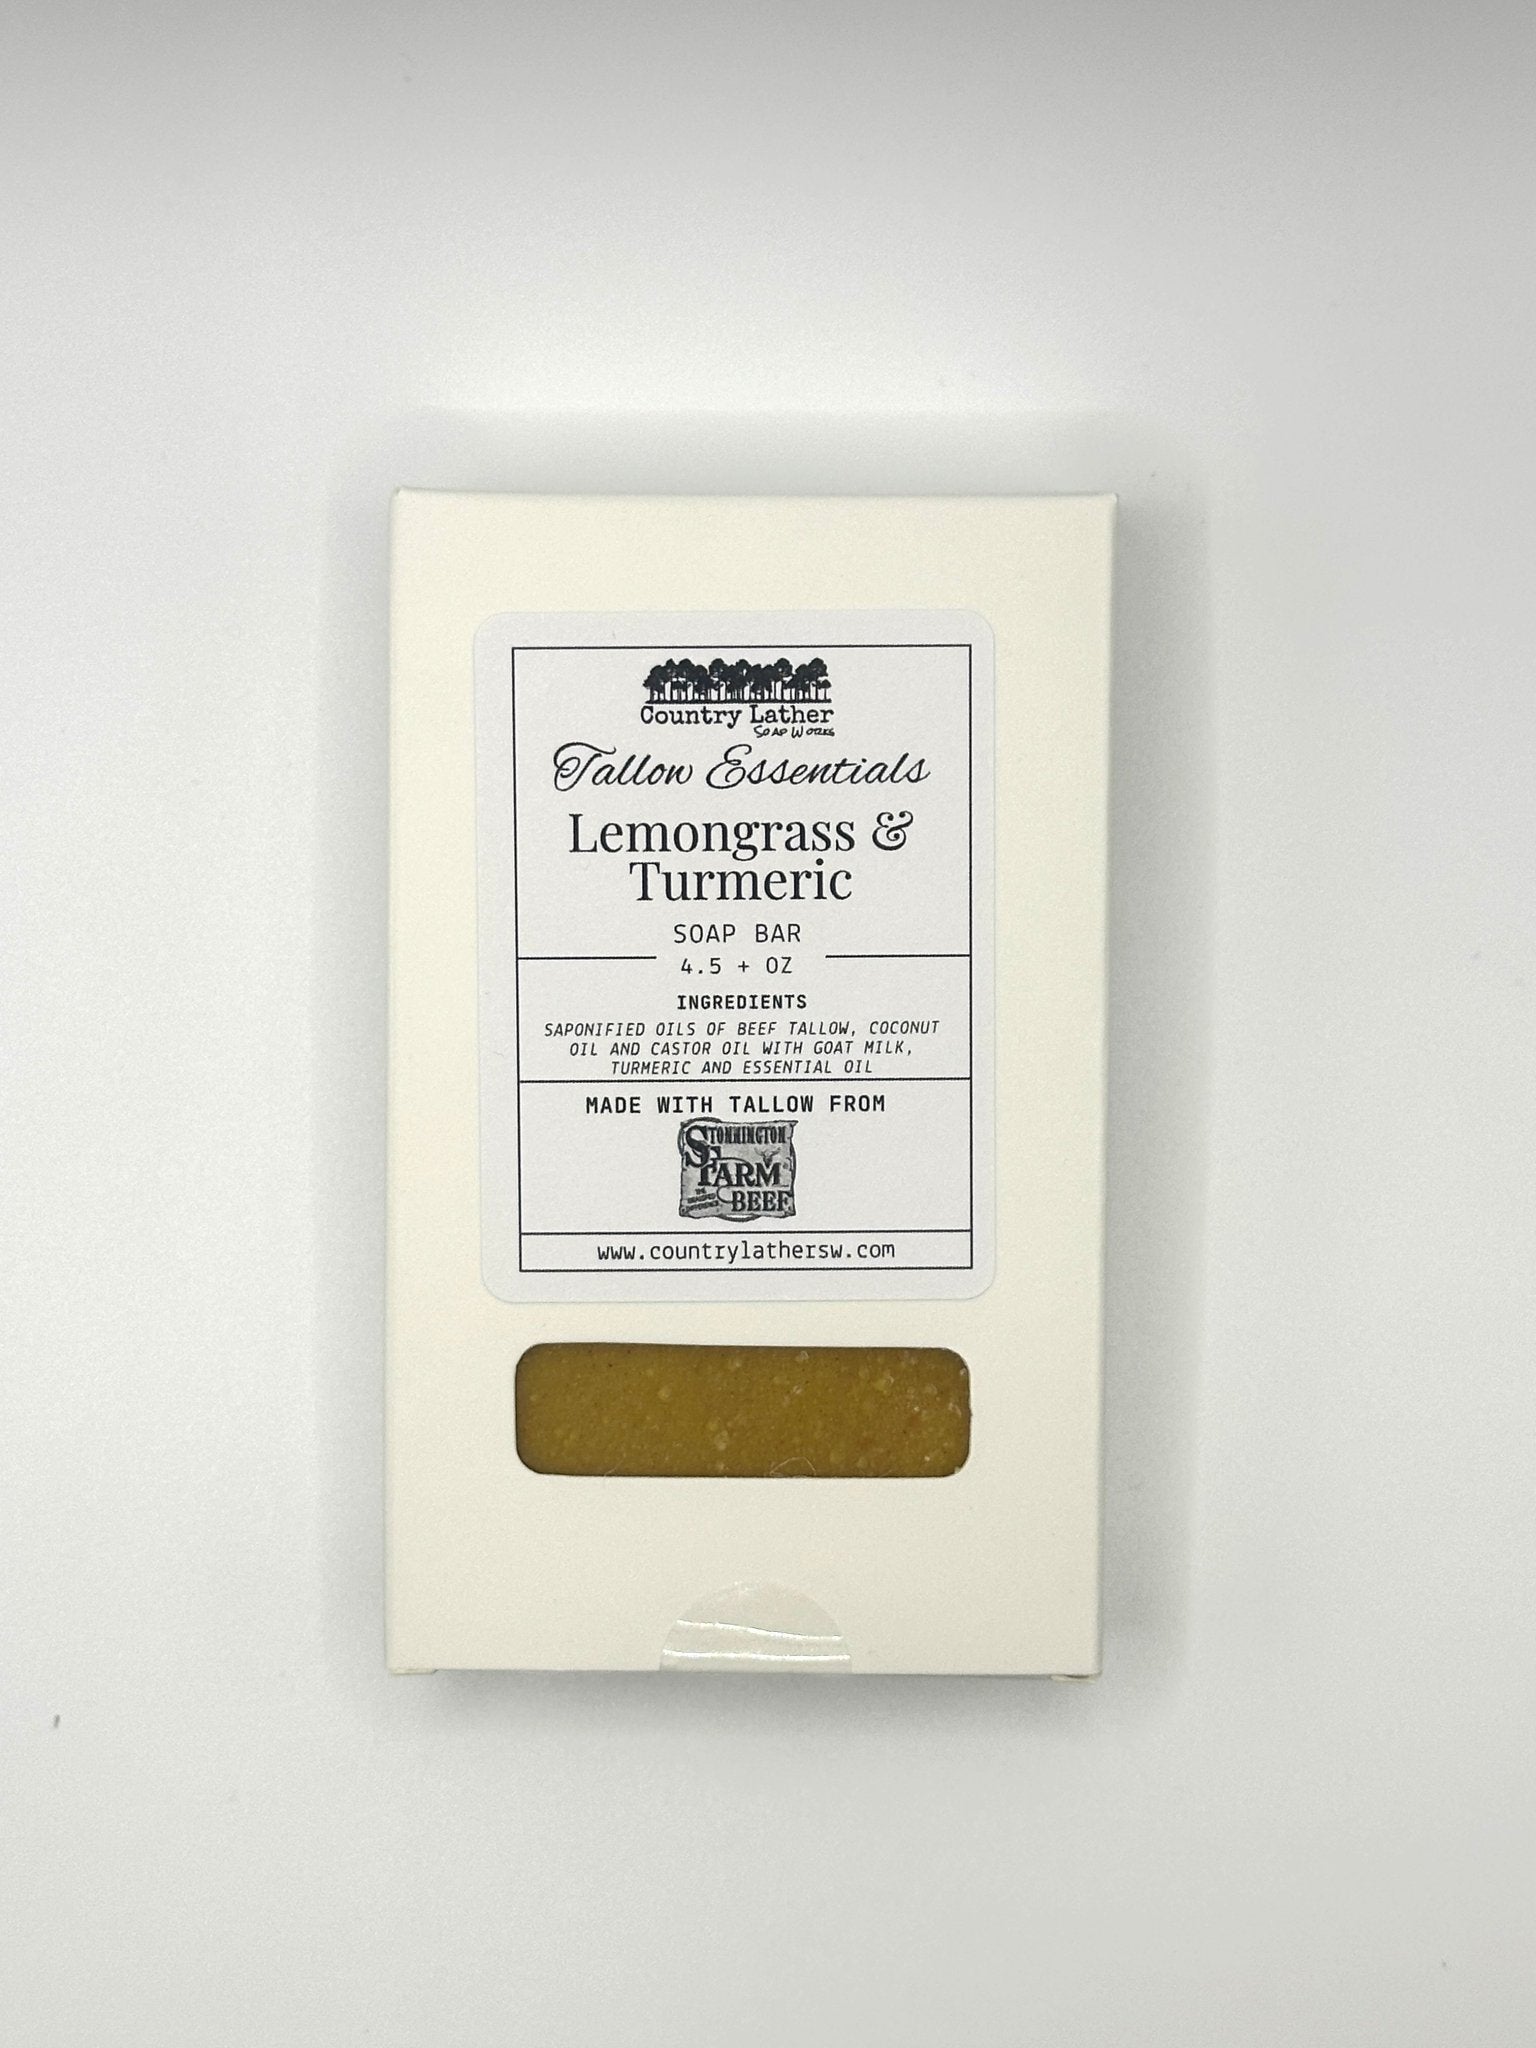 Country Lather
Soap Works
Tallow Essentials
Lemongrass &
Turmeric
SOAP BAR
4.5 + OZ
INGREDIENTS
SAPONIFIED OILS OF BEEF TALLOW, COCONUT
OIL AND CASTOR OIL WITH GOAT MILK,
TURMERIC AND ESSENTIAL OIL
MADE WITH TALLOW FROM
STONNINGTON
FARM
BEEF
www.countrylathersw.com